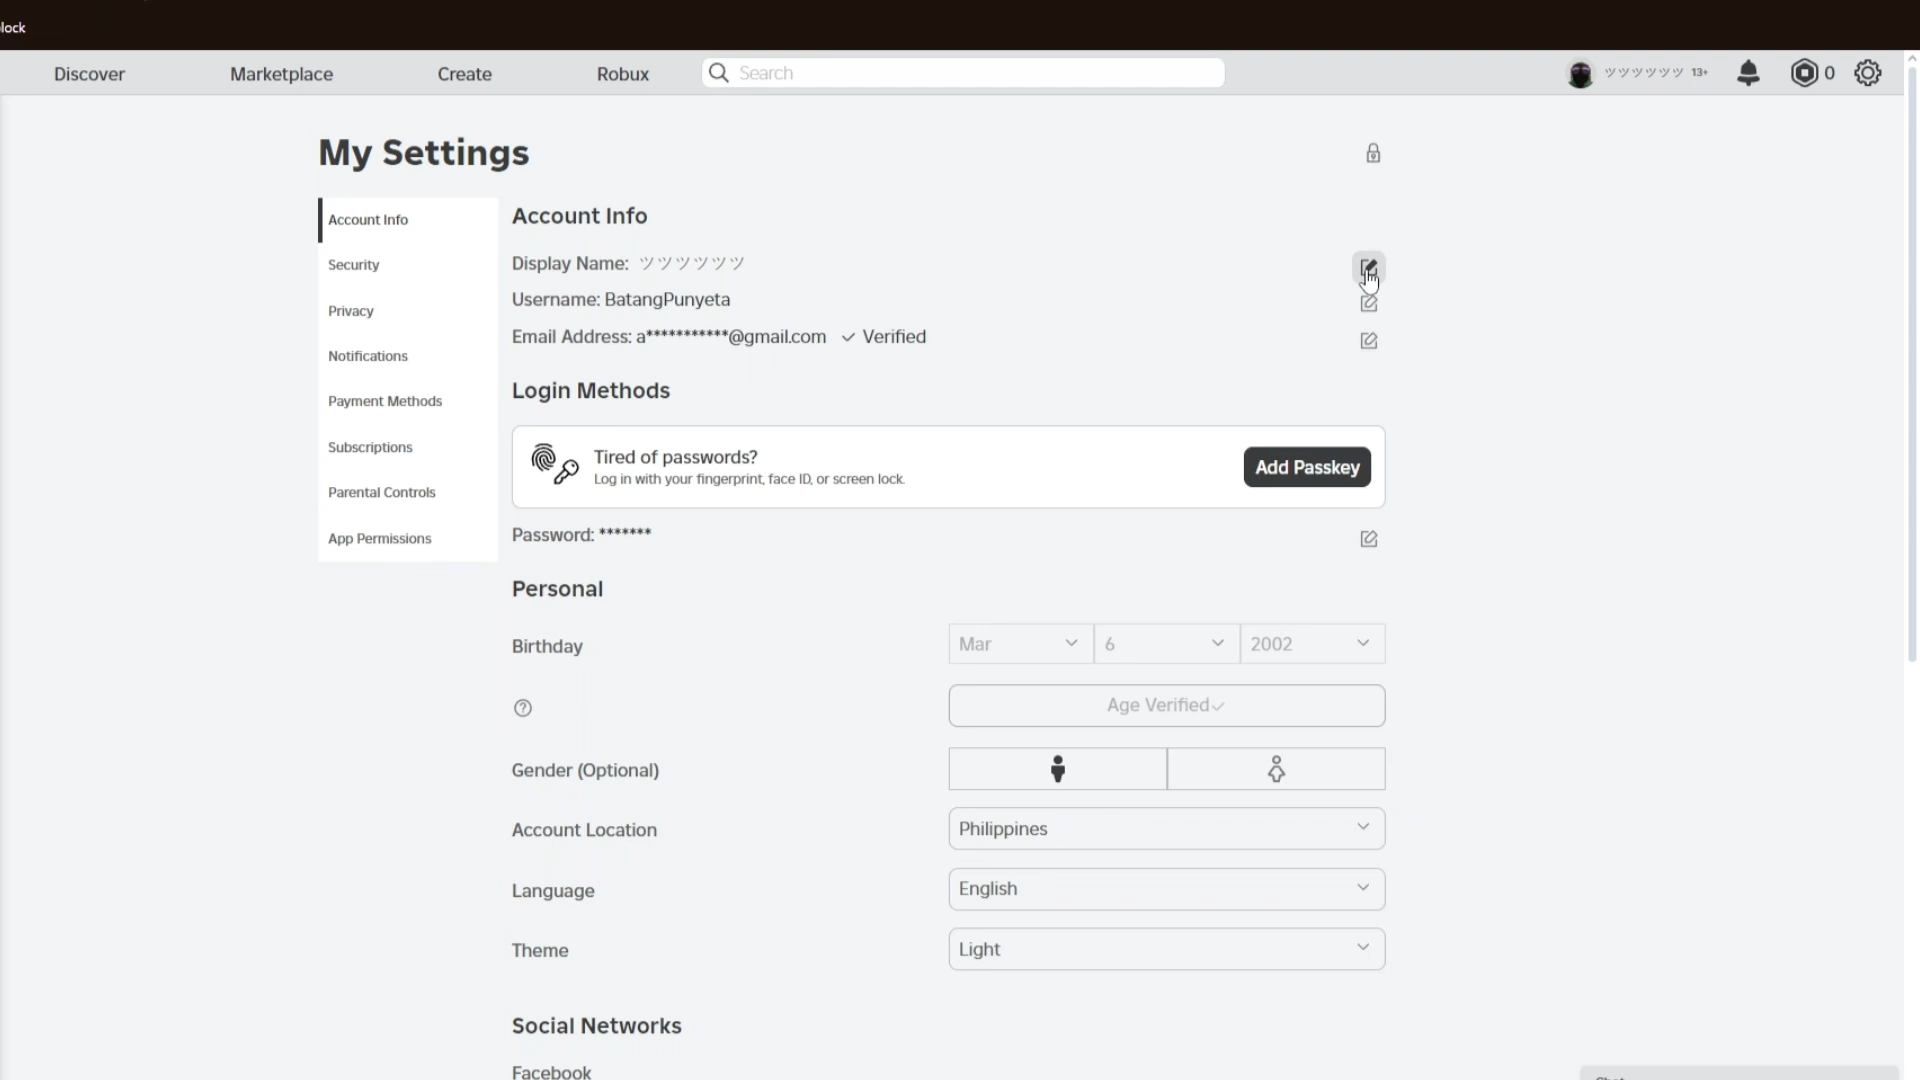 lock
Discover Marketplace Create Robux Search ツツツツツツ 13+ 0
My Settings
Account Info
Security
Privacy
Notifications
Payment Methods
Subscriptions
Parental Controls
App Permissions
Account Info
Display Name: ツツツツツツ
Username: BatangPunyeta
Email Address: a***********@gmail.com ✓ Verified
Login Methods
Tired of passwords?
Log in with your fingerprint, face ID, or screen lock.
Add Passkey
Password: *******
Personal
Birthday Mar 6 2002
Age Verified✓
Gender (Optional)
Account Location Philippines
Language English
Theme Light
Social Networks
Facebook